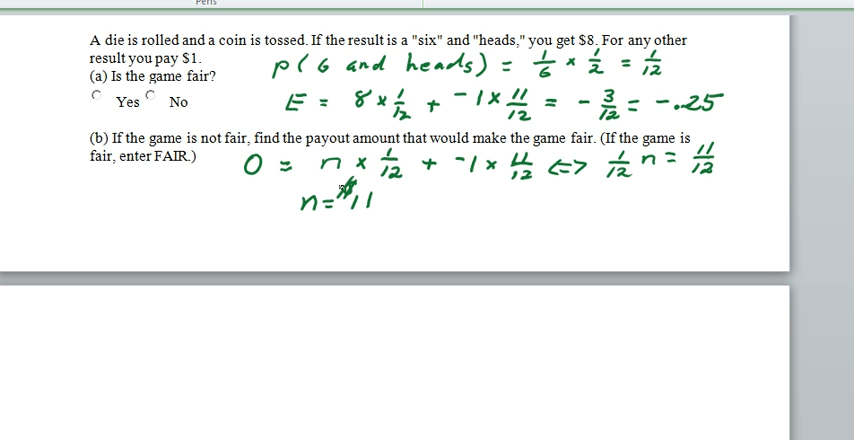 Pens
A die is rolled and a coin is tossed. If the result is a "six" and "heads," you get $8. For any other
result you pay $1.
P(6 and heads) = 1/6 × 1/2 = 1/12
(a) Is the game fair?
Yes No
E = 8 × 1/12 + -1 × 11/12 = - 3/12 = -.25
(b) If the game is not fair, find the payout amount that would make the game fair. (If the game is
fair, enter FAIR.)
0 = n × 1/12 + -1 × 11/12 <=> 1/12 n = 11/12
n = $11